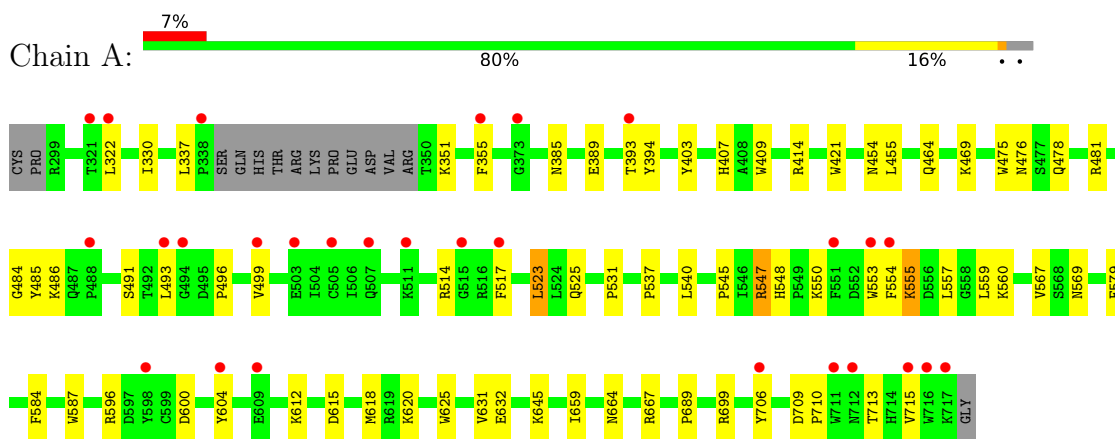 7%
Chain A:
80% 16% • •
CYS PRO R299 T321 L322 I330 L337 P338 SER GLN HIS THR ARG LYS PRO GLU ASP VAL ARG T350 K351 F355 G373 N385 E389 T393 Y394 Y403 H407 A408 W409 R414 W421 N454 L455 Q464 K469 W475 N476 S477 Q478 R481
G484 Y485 K486 Q487 P488 S491 T492 L493 G494 D495 P496 V499 E503 I504 C505 I506 Q507 K511 R514 G515 R516 F517 L523 L524 Q525 P531 P537 L540 P545 I546 R547 H548 P549 K550 F551 D552 W553 F554 K555 D556 L557 G558 L559 K560 V567 S568 N569
F584 W587 R596 D597 Y598 C599 D600 Y604 E609 K612 D615 M618 R619 K620 W625 V631 E632 K645 I659 N664 R667 P689 R699 Y706 D709 P710 W711 N712 T713 H714 V715 W716 K717 GLY